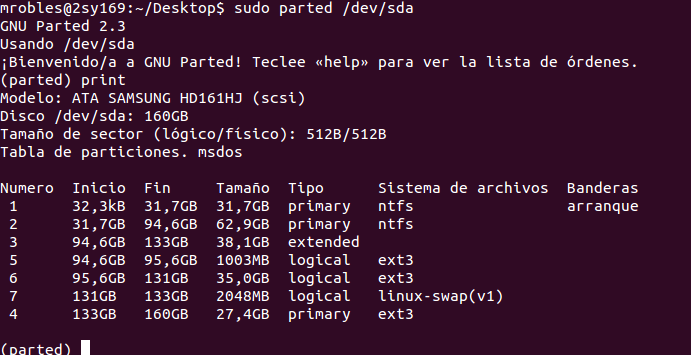 mrobles@2sy169:~/Desktop$ sudo parted /dev/sda
GNU Parted 2.3
Usando /dev/sda
¡Bienvenido/a a GNU Parted! Teclee «help» para ver la lista de órdenes.
(parted) print
Modelo: ATA SAMSUNG HD161HJ (scsi)
Disco /dev/sda: 160GB
Tamaño de sector (lógico/físico): 512B/512B
Tabla de particiones. msdos
Numero  Inicio  Fin     Tamaño  Tipo      Sistema de archivos  Banderas
 1      32,3kB  31,7GB  31,7GB  primary   ntfs                 arranque
 2      31,7GB  94,6GB  62,9GB  primary   ntfs
 3      94,6GB  133GB   38,1GB  extended
 5      94,6GB  95,6GB  1003MB  logical   ext3
 6      95,6GB  131GB   35,0GB  logical   ext3
 7      131GB   133GB   2048MB  logical   linux-swap(v1)
 4      133GB   160GB   27,4GB  primary   ext3
(parted)